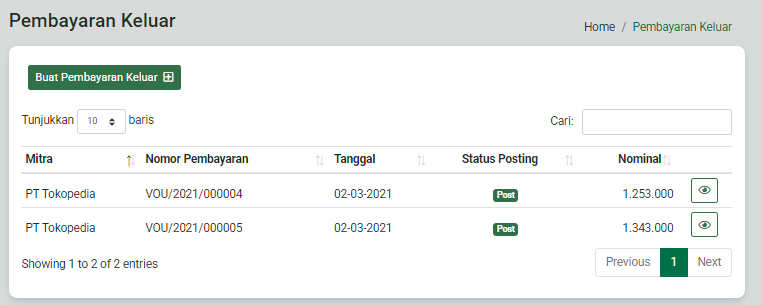 Pembayaran Keluar
Home / Pembayaran Keluar
Buat Pembayaran Keluar
Tunjukkan 10 baris
Cari:
Mitra Nomor Pembayaran Tanggal Status Posting Nominal
PT Tokopedia VOU/2021/000004 02-03-2021 Post 1.253.000
PT Tokopedia VOU/2021/000005 02-03-2021 Post 1.343.000
Showing 1 to 2 of 2 entries
Previous 1 Next